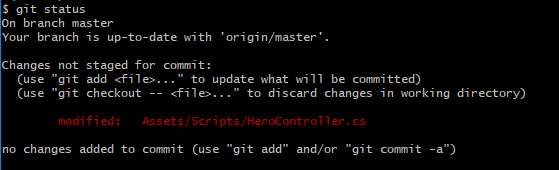 $ git status
On branch master
Your branch is up-to-date with 'origin/master'.
Changes not staged for commit:
(use "git add <file>..." to update what will be committed)
(use "git checkout -- <file>..." to discard changes in working directory)
modified: Assets/Scripts/HeroController.cs
no changes added to commit (use "git add" and/or "git commit -a")